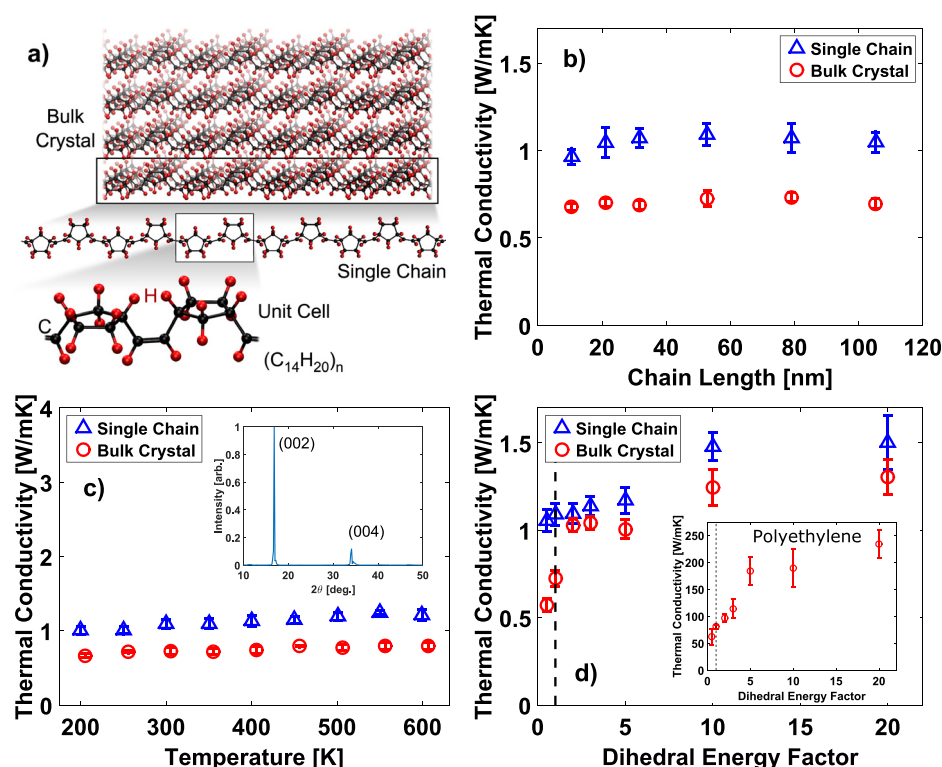 a)
Bulk
Crystal
Single Chain
H
C
Unit Cell
(C14H20)n
b)
Single Chain
Bulk Crystal
Thermal Conductivity [W/mK]
1.5
1
0.5
0
0 20 40 60 80 100 120
Chain Length [nm]
c)
Single Chain
Bulk Crystal
Thermal Conductivity [W/mK]
4
3
2
1
0
200 300 400 500 600
Temperature [K]
Intensity [arb.]
1
0.8
0.6
0.4
0.2
0
(002)
(004)
10 20 30 40 50
2θ [deg.]
d)
Single Chain
Bulk Crystal
Thermal Conductivity [W/mK]
1.5
1
0.5
0
0 5 10 15 20
Dihedral Energy Factor
Polyethylene
Thermal Conductivity [W/mK]
250
200
150
100
50
0
0 5 10 15 20
Dihedral Energy Factor